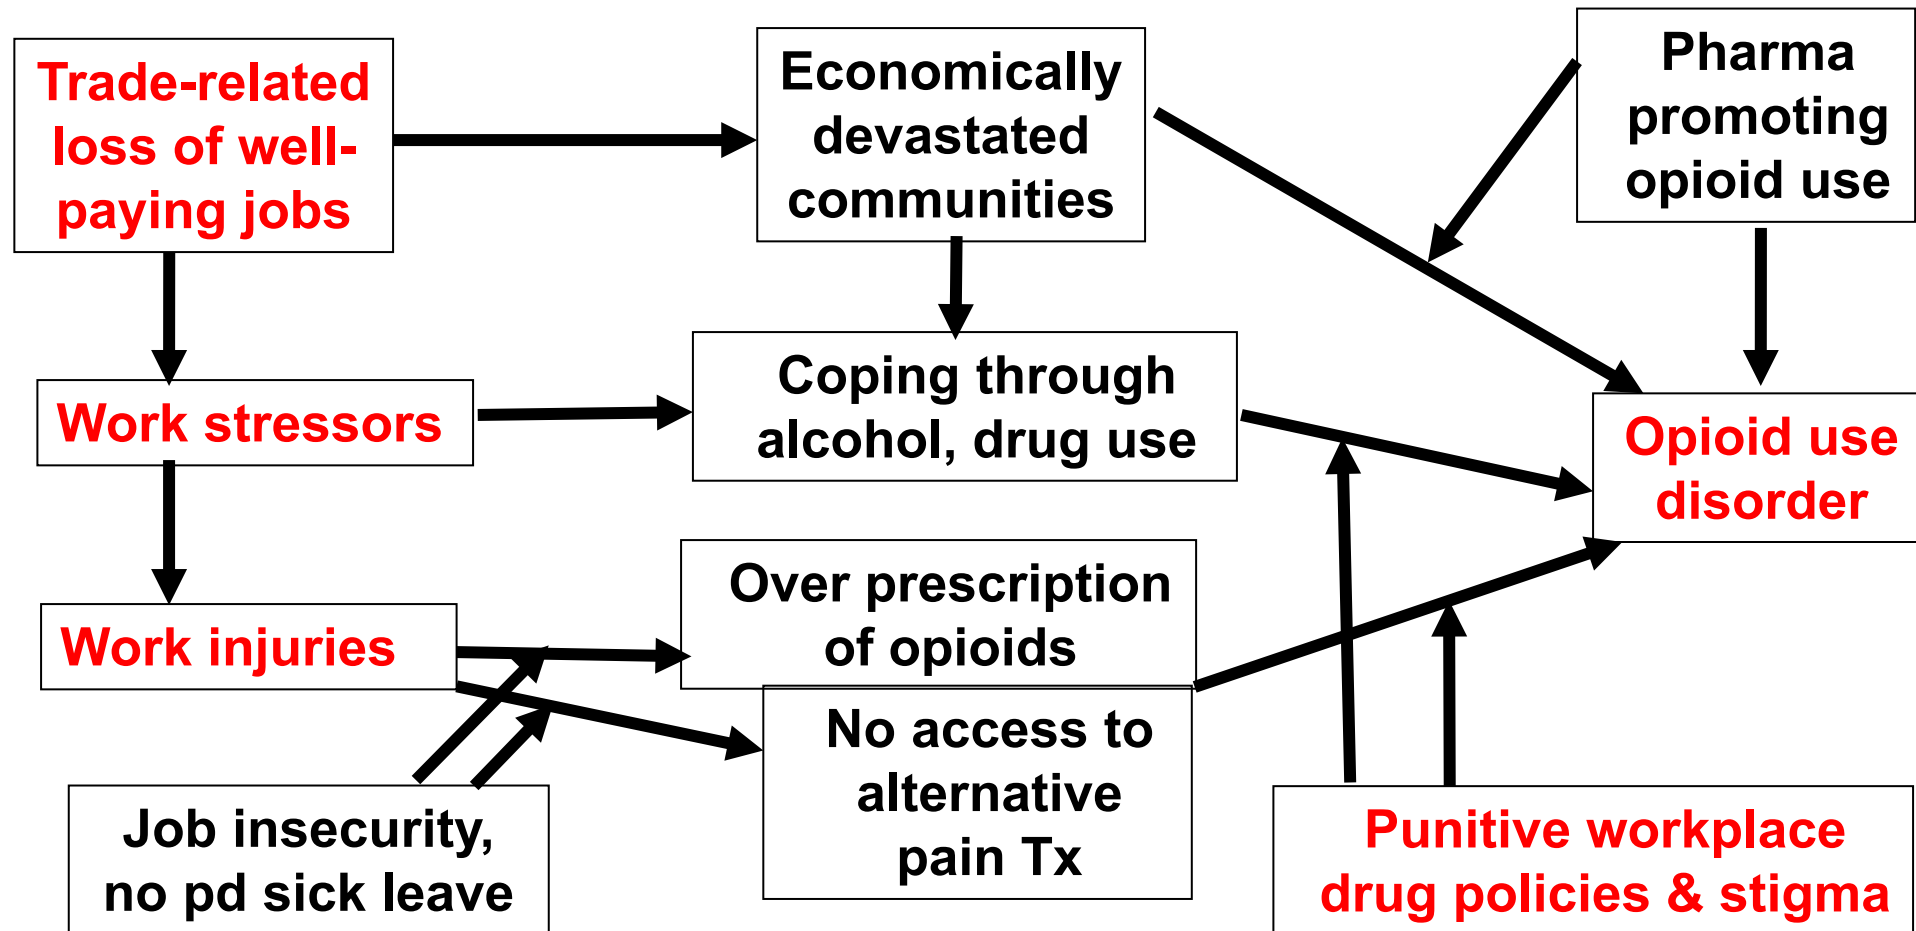 Trade-related
loss of well-
paying jobs
Economically
devastated
communities
Pharma
promoting
opioid use
Work stressors
Coping through
alcohol, drug use
Opioid use
disorder
Work injuries
Over prescription
of opioids
No access to
alternative
pain Tx
Job insecurity,
no pd sick leave
Punitive workplace
drug policies & stigma